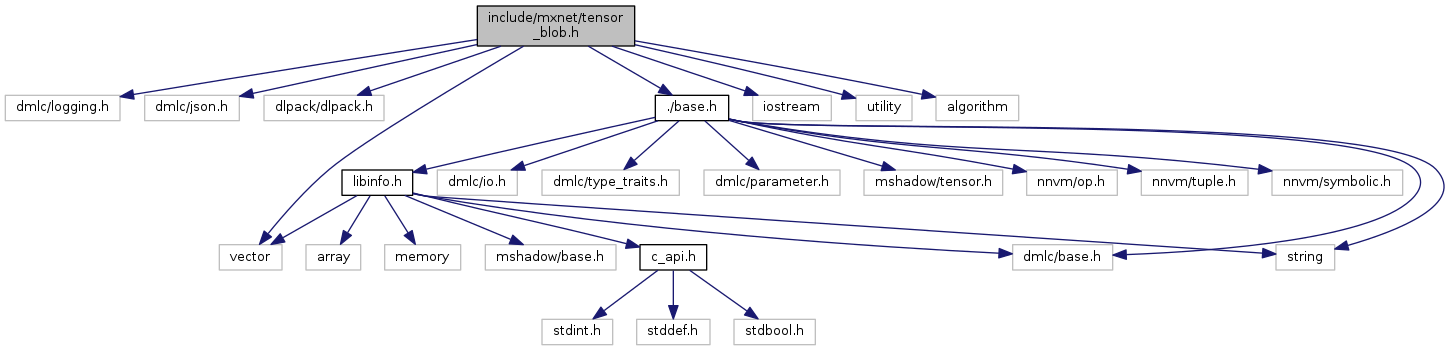 include/mxnet/tensor
_blob.h
dmlc/logging.h
dmlc/json.h
dlpack/dlpack.h
./base.h
iostream
utility
algorithm
libinfo.h
dmlc/io.h
dmlc/type_traits.h
dmlc/parameter.h
mshadow/tensor.h
nnvm/op.h
nnvm/tuple.h
nnvm/symbolic.h
vector
array
memory
mshadow/base.h
c_api.h
dmlc/base.h
string
stdint.h
stddef.h
stdbool.h